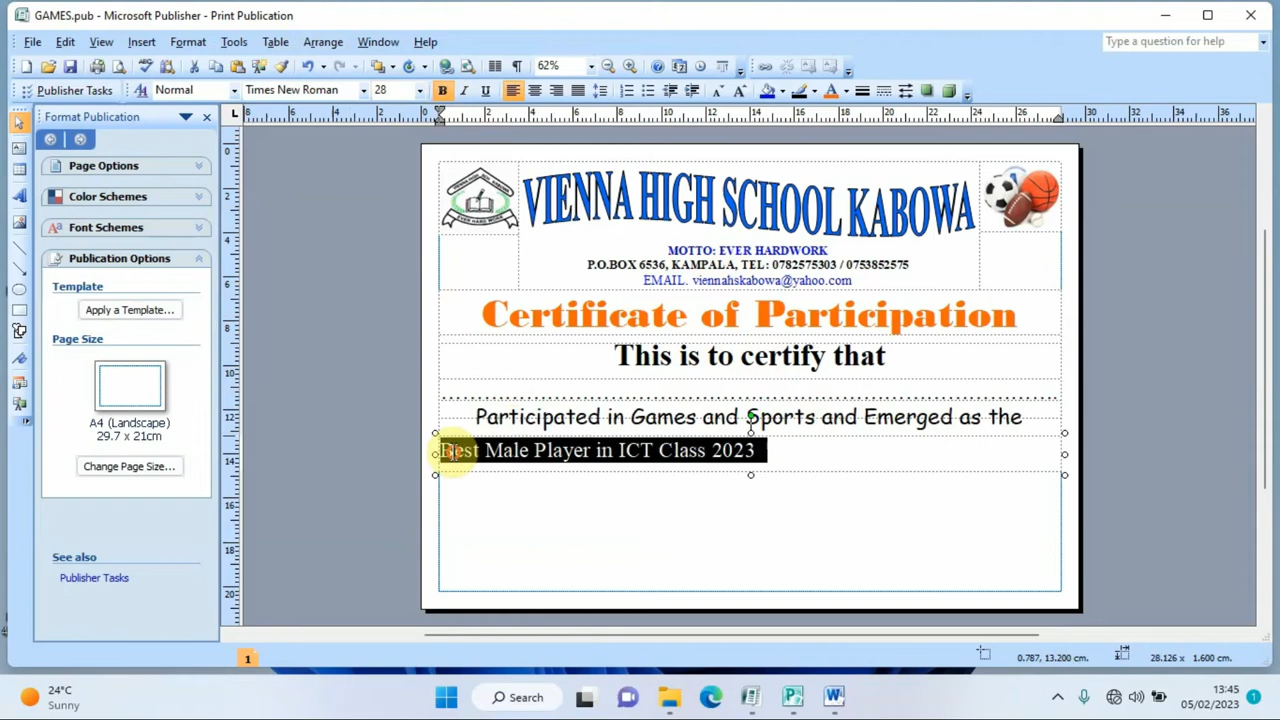 GAMES.pub - Microsoft Publisher - Print Publication
File Edit View Insert Format Tools Table Arrange Window Help
Type a question for help
62%
Publisher Tasks Normal Times New Roman 28 B I U
Format Publication
Page Options
Color Schemes
Font Schemes
Publication Options
Template
Apply a Template...
Page Size
A4 (Landscape)
29.7 x 21cm
Change Page Size...
See also
Publisher Tasks
VIENNA HIGH SCHOOL KABOWA
MOTTO: EVER HARDWORK
P.O.BOX 6536, KAMPALA, TEL: 0782575303 / 0753852575
EMAIL. viennahskabowa@yahoo.com
Certificate of Participation
This is to certify that
Participated in Games and Sports and Emerged as the
Best Male Player in ICT Class 2023
1
0.787, 13.200 cm.
28.126 x 1.600 cm.
24°C
Sunny
Search
13:45
05/02/2023